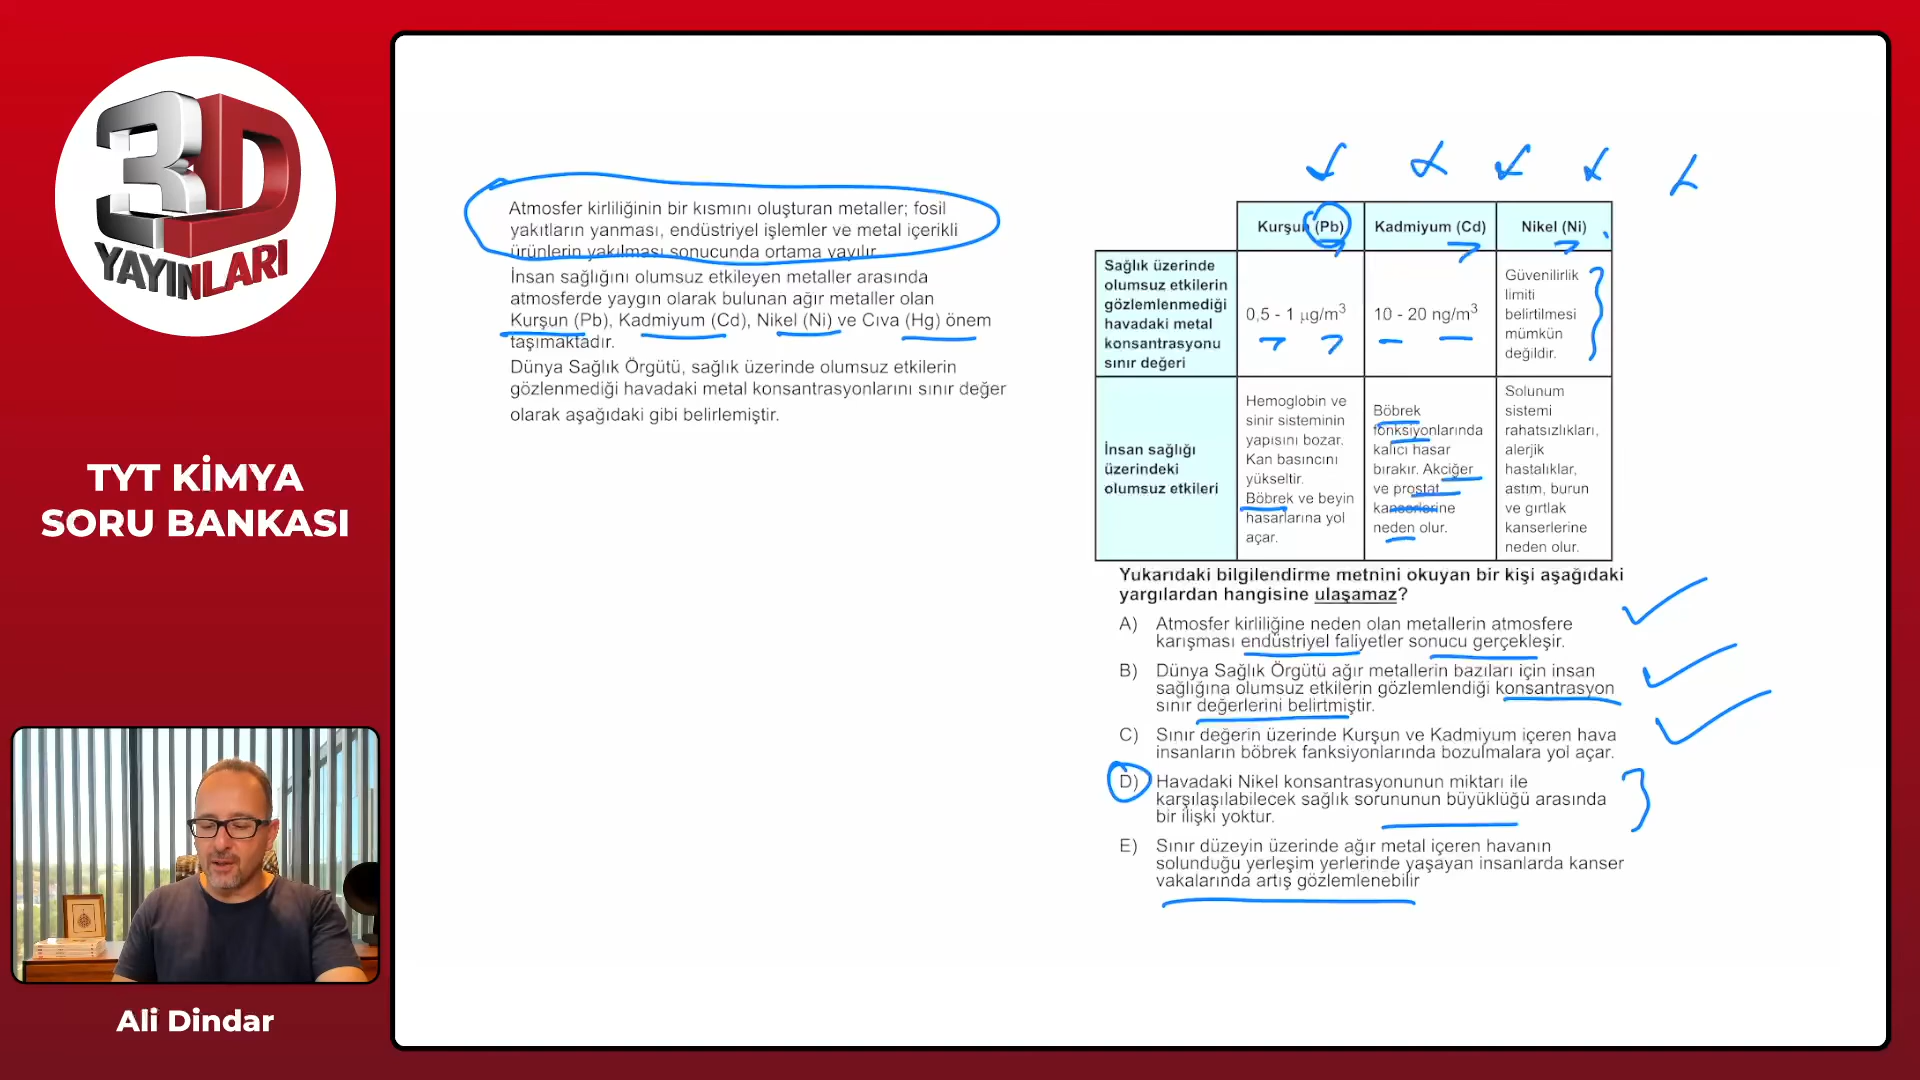 3D
YAYINLARI
TYT KİMYA
SORU BANKASI
Ali Dindar
Atmosfer kirliliğinin bir kısmını oluşturan metaller; fosil
yakıtların yanması, endüstriyel işlemler ve metal içerikli
ürünlerin yakılması sonucunda ortama yayılır.
İnsan sağlığını olumsuz etkileyen metaller arasında
atmosferde yaygın olarak bulunan ağır metaller olan
Kurşun (Pb), Kadmiyum (Cd), Nikel (Ni) ve Cıva (Hg) önem
taşımaktadır.
Dünya Sağlık Örgütü, sağlık üzerinde olumsuz etkilerin
gözlenmediği havadaki metal konsantrasyonlarını sınır değer
olarak aşağıdaki gibi belirlemiştir.
Kurşun (Pb)
Kadmiyum (Cd)
Nikel (Ni)
Sağlık üzerinde
olumsuz etkilerin
gözlemlenmediği
havadaki metal
konsantrasyonu
sınır değeri
0,5 - 1 µg/m³
10 - 20 ng/m³
Güvenilirlik
limiti
belirtilmesi
mümkün
değildir.
İnsan sağlığı
üzerindeki
olumsuz etkileri
Hemoglobin ve
sinir sisteminin
yapısını bozar.
Kan basıncını
yükseltir.
Böbrek ve beyin
hasarlarına yol
açar.
Böbrek
fonksiyonlarında
kalıcı hasar
bırakır. Akciğer
ve prostat
kanserlerine
neden olur.
Solunum
sistemi
rahatsızlıkları,
alerjik
hastalıklar,
astım, burun
ve gırtlak
kanserlerine
neden olur.
Yukarıdaki bilgilendirme metnini okuyan bir kişi aşağıdaki
yargılardan hangisine ulaşamaz?
A) Atmosfer kirliliğine neden olan metallerin atmosfere
karışması endüstriyel faliyetler sonucu gerçekleşir.
B) Dünya Sağlık Örgütü ağır metallerin bazıları için insan
sağlığına olumsuz etkilerin gözlemlendiği konsantrasyon
sınır değerlerini belirtmiştir.
C) Sınır değerin üzerinde Kurşun ve Kadmiyum içeren hava
insanların böbrek fanksiyonlarında bozulmalara yol açar.
D) Havadaki Nikel konsantrasyonunun miktarı ile
karşılaşılabilecek sağlık sorununun büyüklüğü arasında
bir ilişki yoktur.
E) Sınır düzeyin üzerinde ağır metal içeren havanın
solunduğu yerleşim yerlerinde yaşayan insanlarda kanser
vakalarında artış gözlemlenebilir